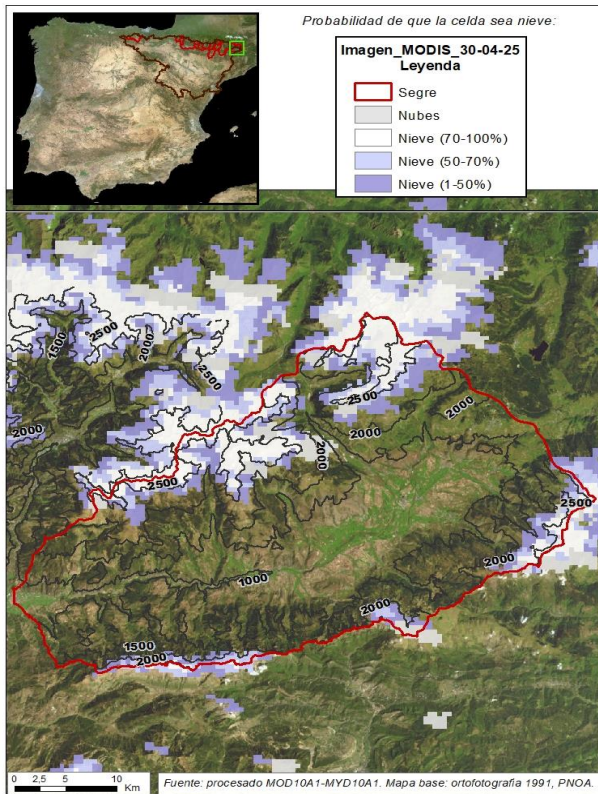 Probabilidad de que la celda sea nieve:
Imagen_MODIS_30-04-25
Leyenda
Segre
Nubes
Nieve (70-100%)
Nieve (50-70%)
Nieve (1-50%)
1500
2500
2000
2500
2500
2000
2000
2000
2000
2500
2500
2000
1000
2000
1500
2000
0 2,5 5 10
Km
Fuente: procesado MOD10A1-MYD10A1. Mapa base: ortofotografia 1991, PNOA.